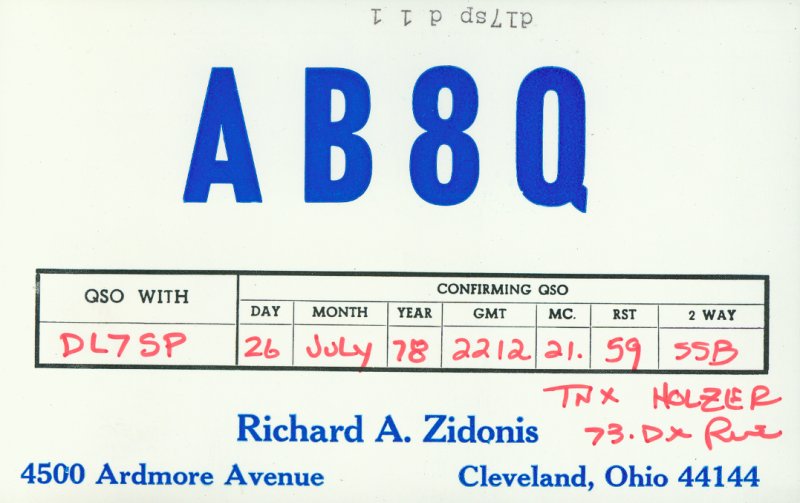 dl7sp d 1 1
AB8Q
QSO WITH
CONFIRMING QSO
DAY MONTH YEAR GMT MC. RST 2 WAY
DL7SP 26 July 78 2212 21. 59 SSB
TNX HOLZER
73. DX
Richard A. Zidonis
4500 Ardmore Avenue Cleveland, Ohio 44144